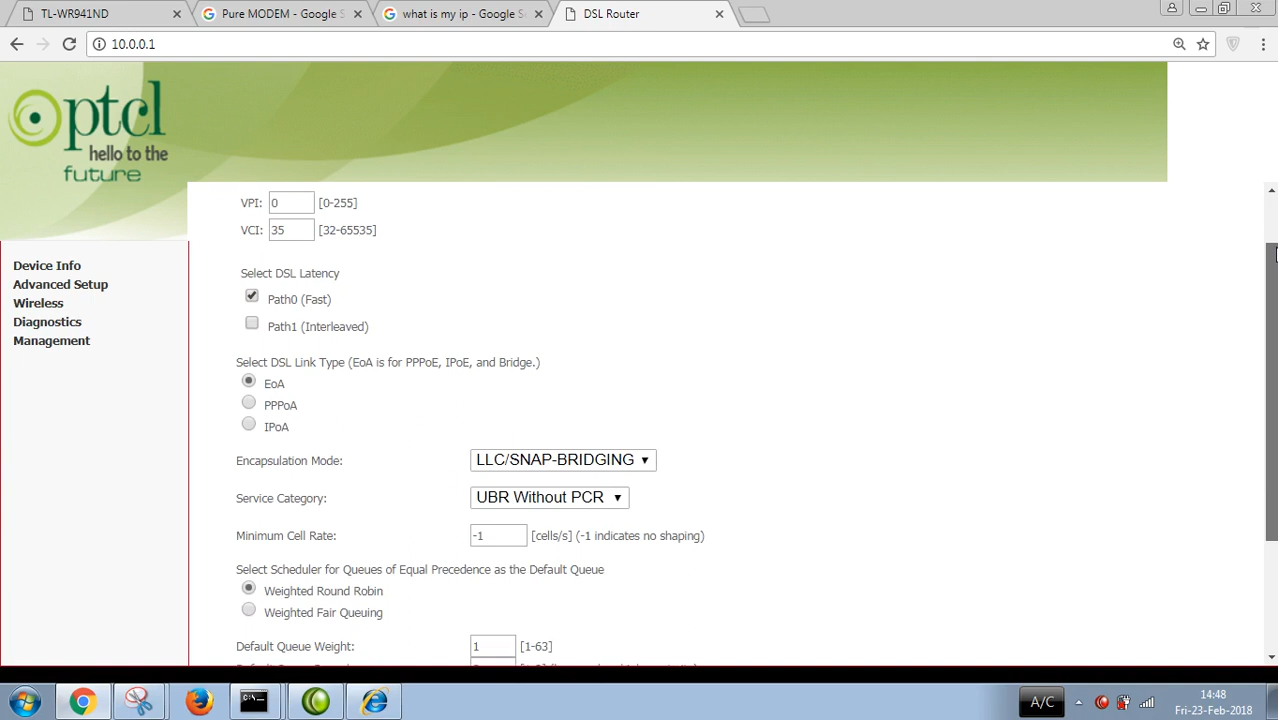 TL-WR941ND
Pure MODEM - Google S
what is my ip - Google Se
DSL Router
10.0.0.1
ptcl
hello to the
future
Device Info
Advanced Setup
Wireless
Diagnostics
Management
VPI: 0 [0-255]
VCI: 35 [32-65535]
Select DSL Latency
Path0 (Fast)
Path1 (Interleaved)
Select DSL Link Type (EoA is for PPPoE, IPoE, and Bridge.)
EoA
PPPoA
IPoA
Encapsulation Mode: LLC/SNAP-BRIDGING
Service Category: UBR Without PCR
Minimum Cell Rate: -1 [cells/s] (-1 indicates no shaping)
Select Scheduler for Queues of Equal Precedence as the Default Queue
Weighted Round Robin
Weighted Fair Queuing
Default Queue Weight: 1 [1-63]
A/C
14:48
Fri-23-Feb-2018